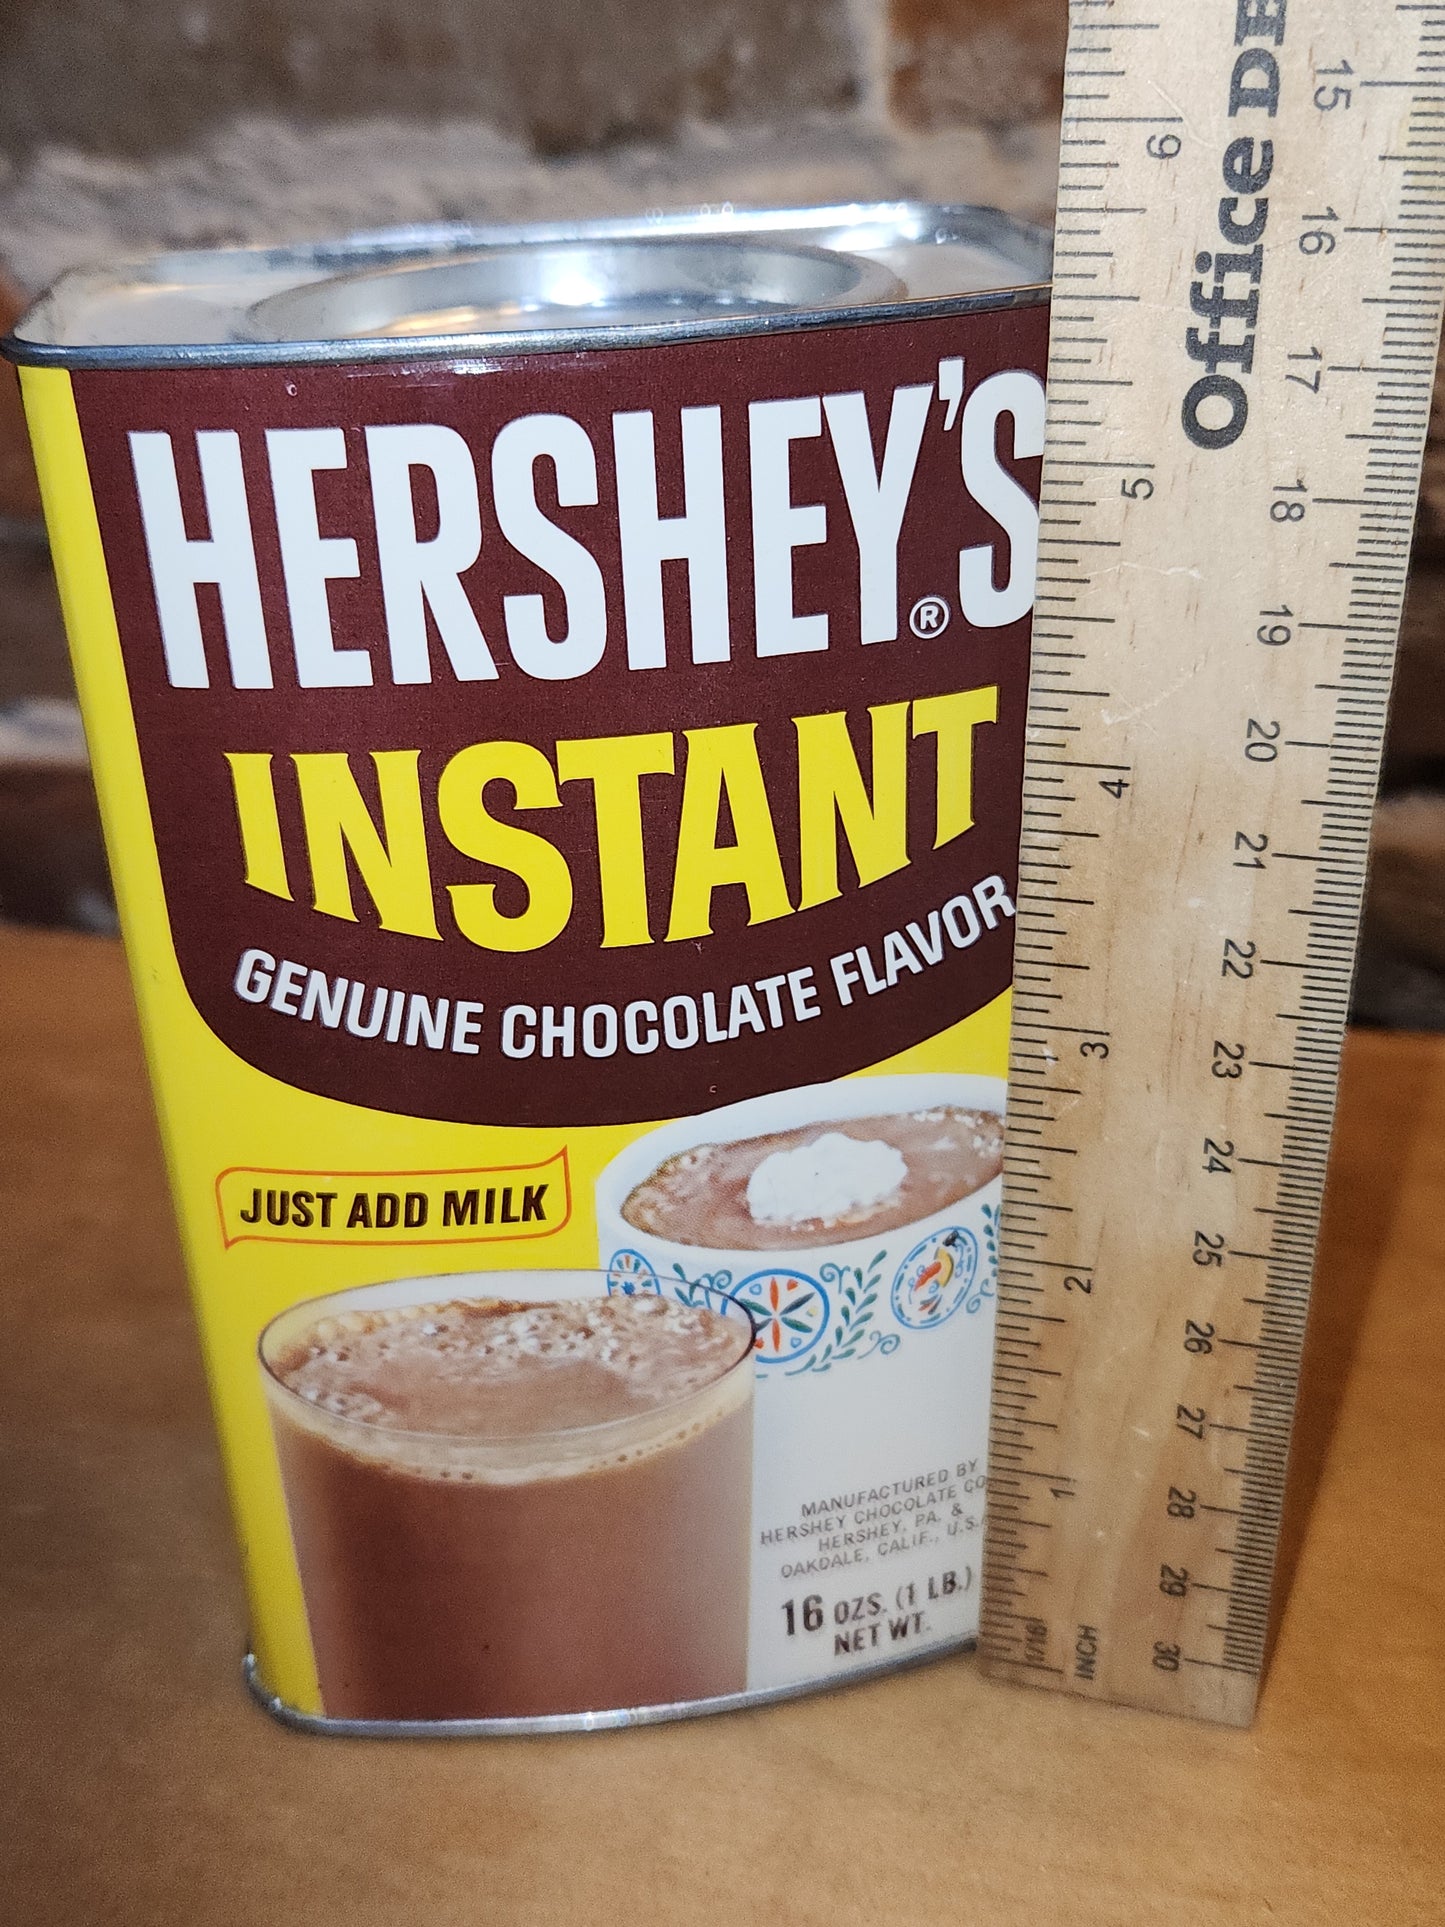 HERSHEY'S
®
INSTANT
GENUINE CHOCOLATE FLAVOR
JUST ADD MILK
MANUFACTURED BY
HERSHEY CHOCOLATE CO
HERSHEY, PA. &
OAKDALE, CALIF., U.S.
16 OZS. (1 LB.)
NET WT.
Office DE
6
5
4
3
2
1
1/16
INCH
15
16
17
18
19
20
21
22
23
24
25
26
27
28
29
30